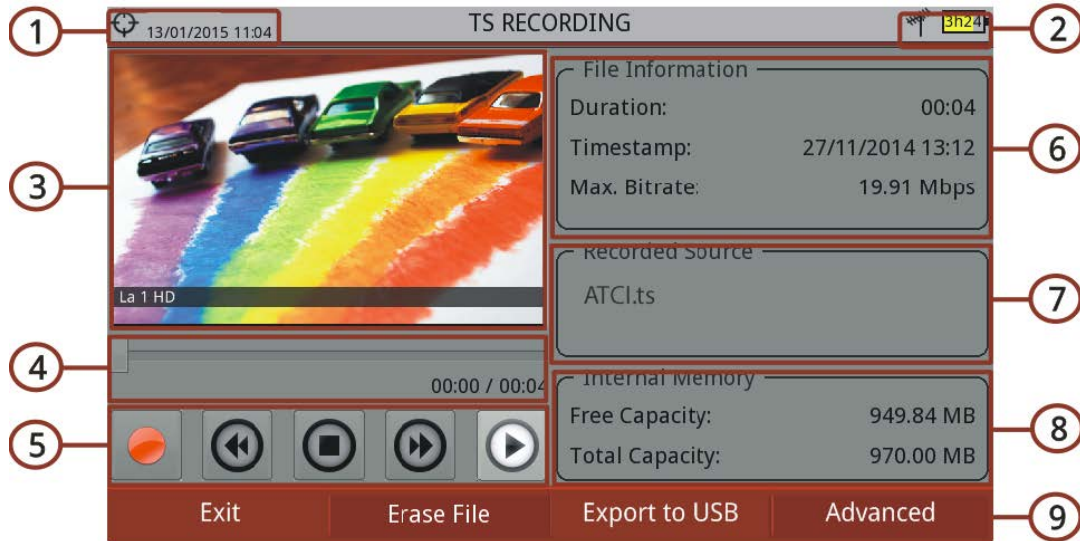 1
13/01/2015 11:04
TS RECORDING
3h24
2
3
La 1 HD
File Information
Duration: 00:04
Timestamp: 27/11/2014 13:12
Max. Bitrate: 19.91 Mbps
6
Recorded Source
ATCI.ts
7
4
00:00 / 00:04
5
Internal Memory
Free Capacity: 949.84 MB
Total Capacity: 970.00 MB
8
Exit
Erase File
Export to USB
Advanced
9